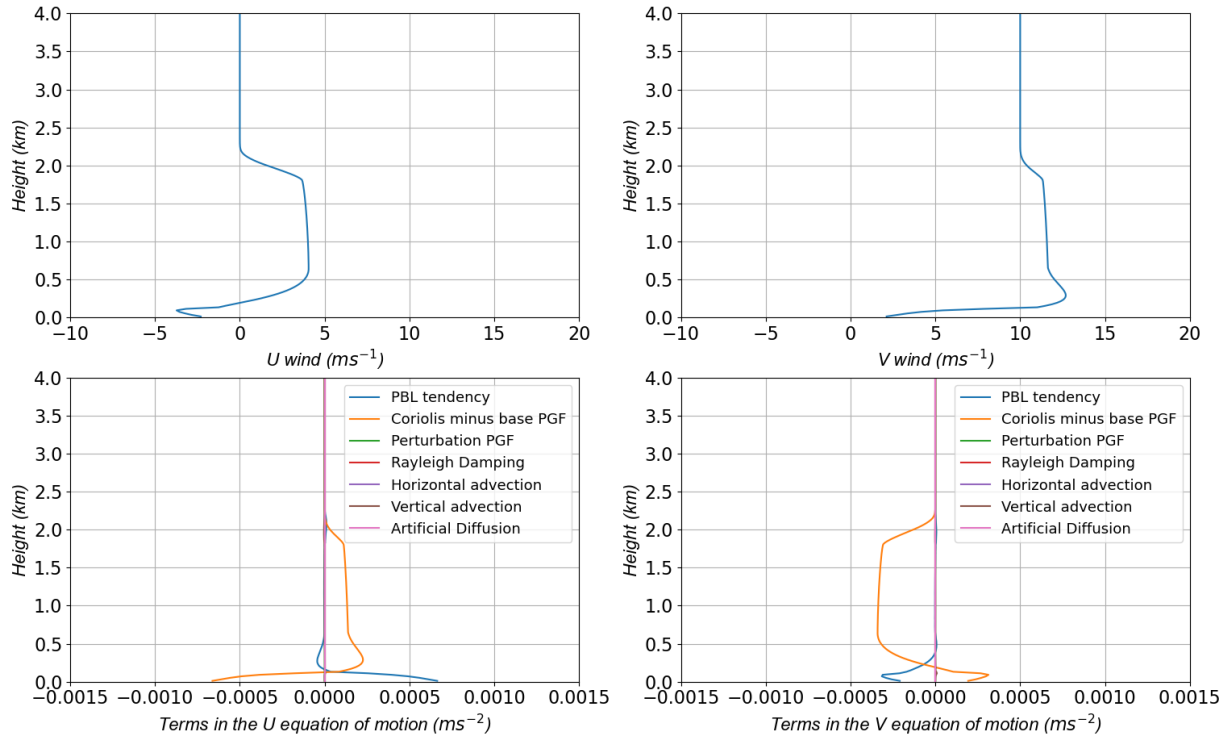 4.0
3.5
3.0
2.5
2.0
1.5
1.0
0.5
0.0
Height (km)
−10 −5 0 5 10 15 20
U wind (ms⁻¹)
4.0
3.5
3.0
2.5
2.0
1.5
1.0
0.5
0.0
Height (km)
−10 −5 0 5 10 15 20
V wind (ms⁻¹)
4.0
3.5
3.0
2.5
2.0
1.5
1.0
0.5
0.0
Height (km)
PBL tendency
Coriolis minus base PGF
Perturbation PGF
Rayleigh Damping
Horizontal advection
Vertical advection
Artificial Diffusion
−0.0015 −0.0010 −0.0005 0.0000 0.0005 0.0010 0.0015
Terms in the U equation of motion (ms⁻²)
4.0
3.5
3.0
2.5
2.0
1.5
1.0
0.5
0.0
Height (km)
PBL tendency
Coriolis minus base PGF
Perturbation PGF
Rayleigh Damping
Horizontal advection
Vertical advection
Artificial Diffusion
−0.0015 −0.0010 −0.0005 0.0000 0.0005 0.0010 0.0015
Terms in the V equation of motion (ms⁻²)